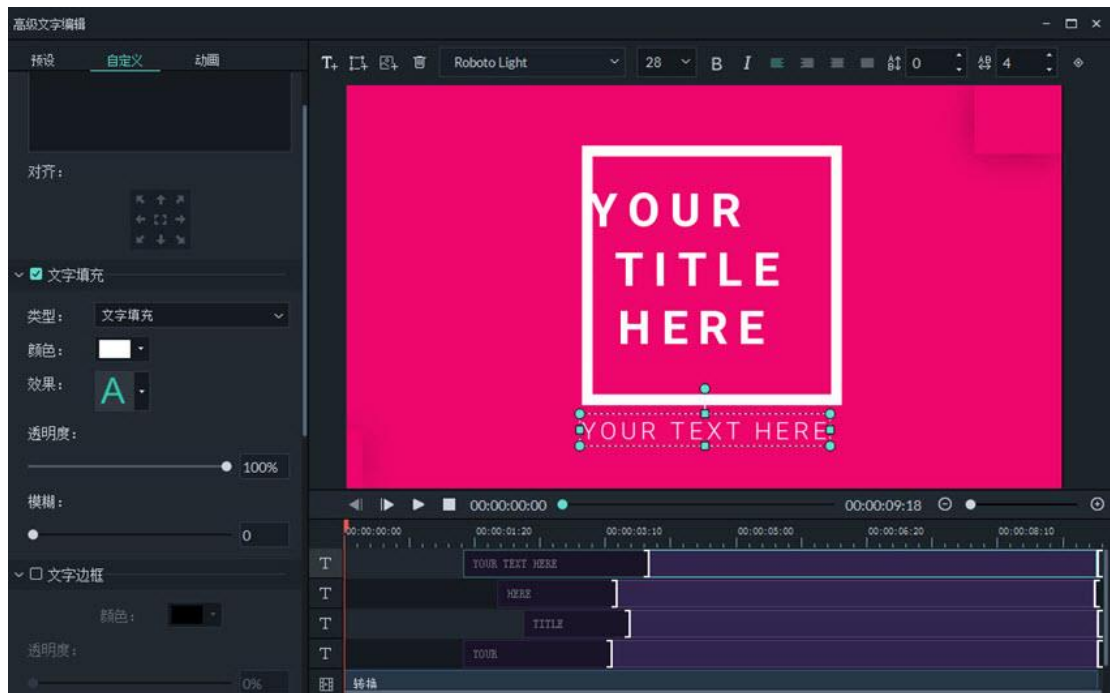 高级文字编辑
预设 自定义 动画
Roboto Light 28 B I 0 4
对齐：
文字填充
类型： 文字填充
颜色：
效果： A
透明度：
100%
模糊：
0
文字边框
颜色：
透明度：
0%
YOUR
TITLE
HERE
YOUR TEXT HERE
00:00:00:00 00:00:09:18
00:00:00:00 00:00:01:20 00:00:03:10 00:00:05:00 00:00:06:20 00:00:08:10
T YOUR TEXT HERE
T HERE
T TITLE
T YOUR
转换